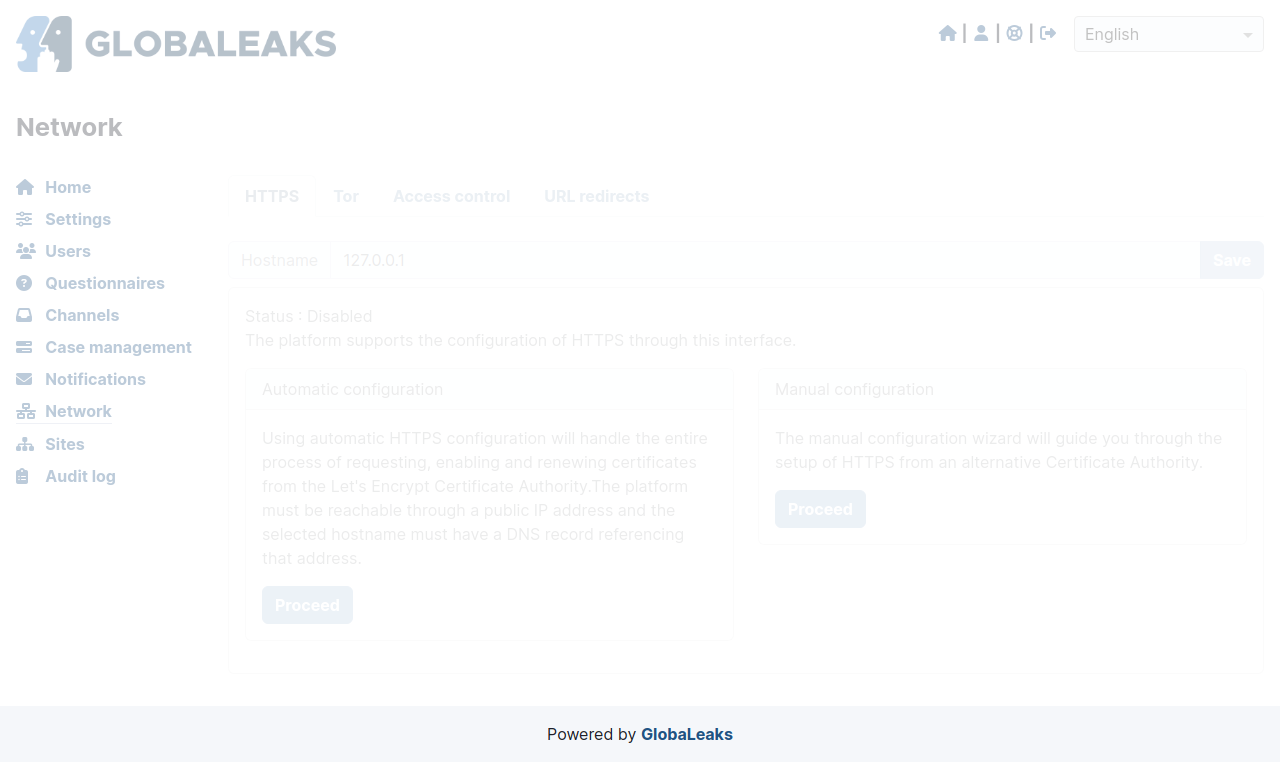 GLOBALEAKS
English
Network
Home
Settings
Users
Questionnaires
Channels
Case management
Notifications
Network
Sites
Audit log
HTTPS Tor Access control URL redirects
Hostname 127.0.0.1 Save
Status : Disabled
The platform supports the configuration of HTTPS through this interface.
Automatic configuration
Using automatic HTTPS configuration will handle the entire
process of requesting, enabling and renewing certificates
from the Let's Encrypt Certificate Authority.The platform
must be reachable through a public IP address and the
selected hostname must have a DNS record referencing
that address.
Proceed
Manual configuration
The manual configuration wizard will guide you through the
setup of HTTPS from an alternative Certificate Authority.
Proceed
Powered by GlobaLeaks